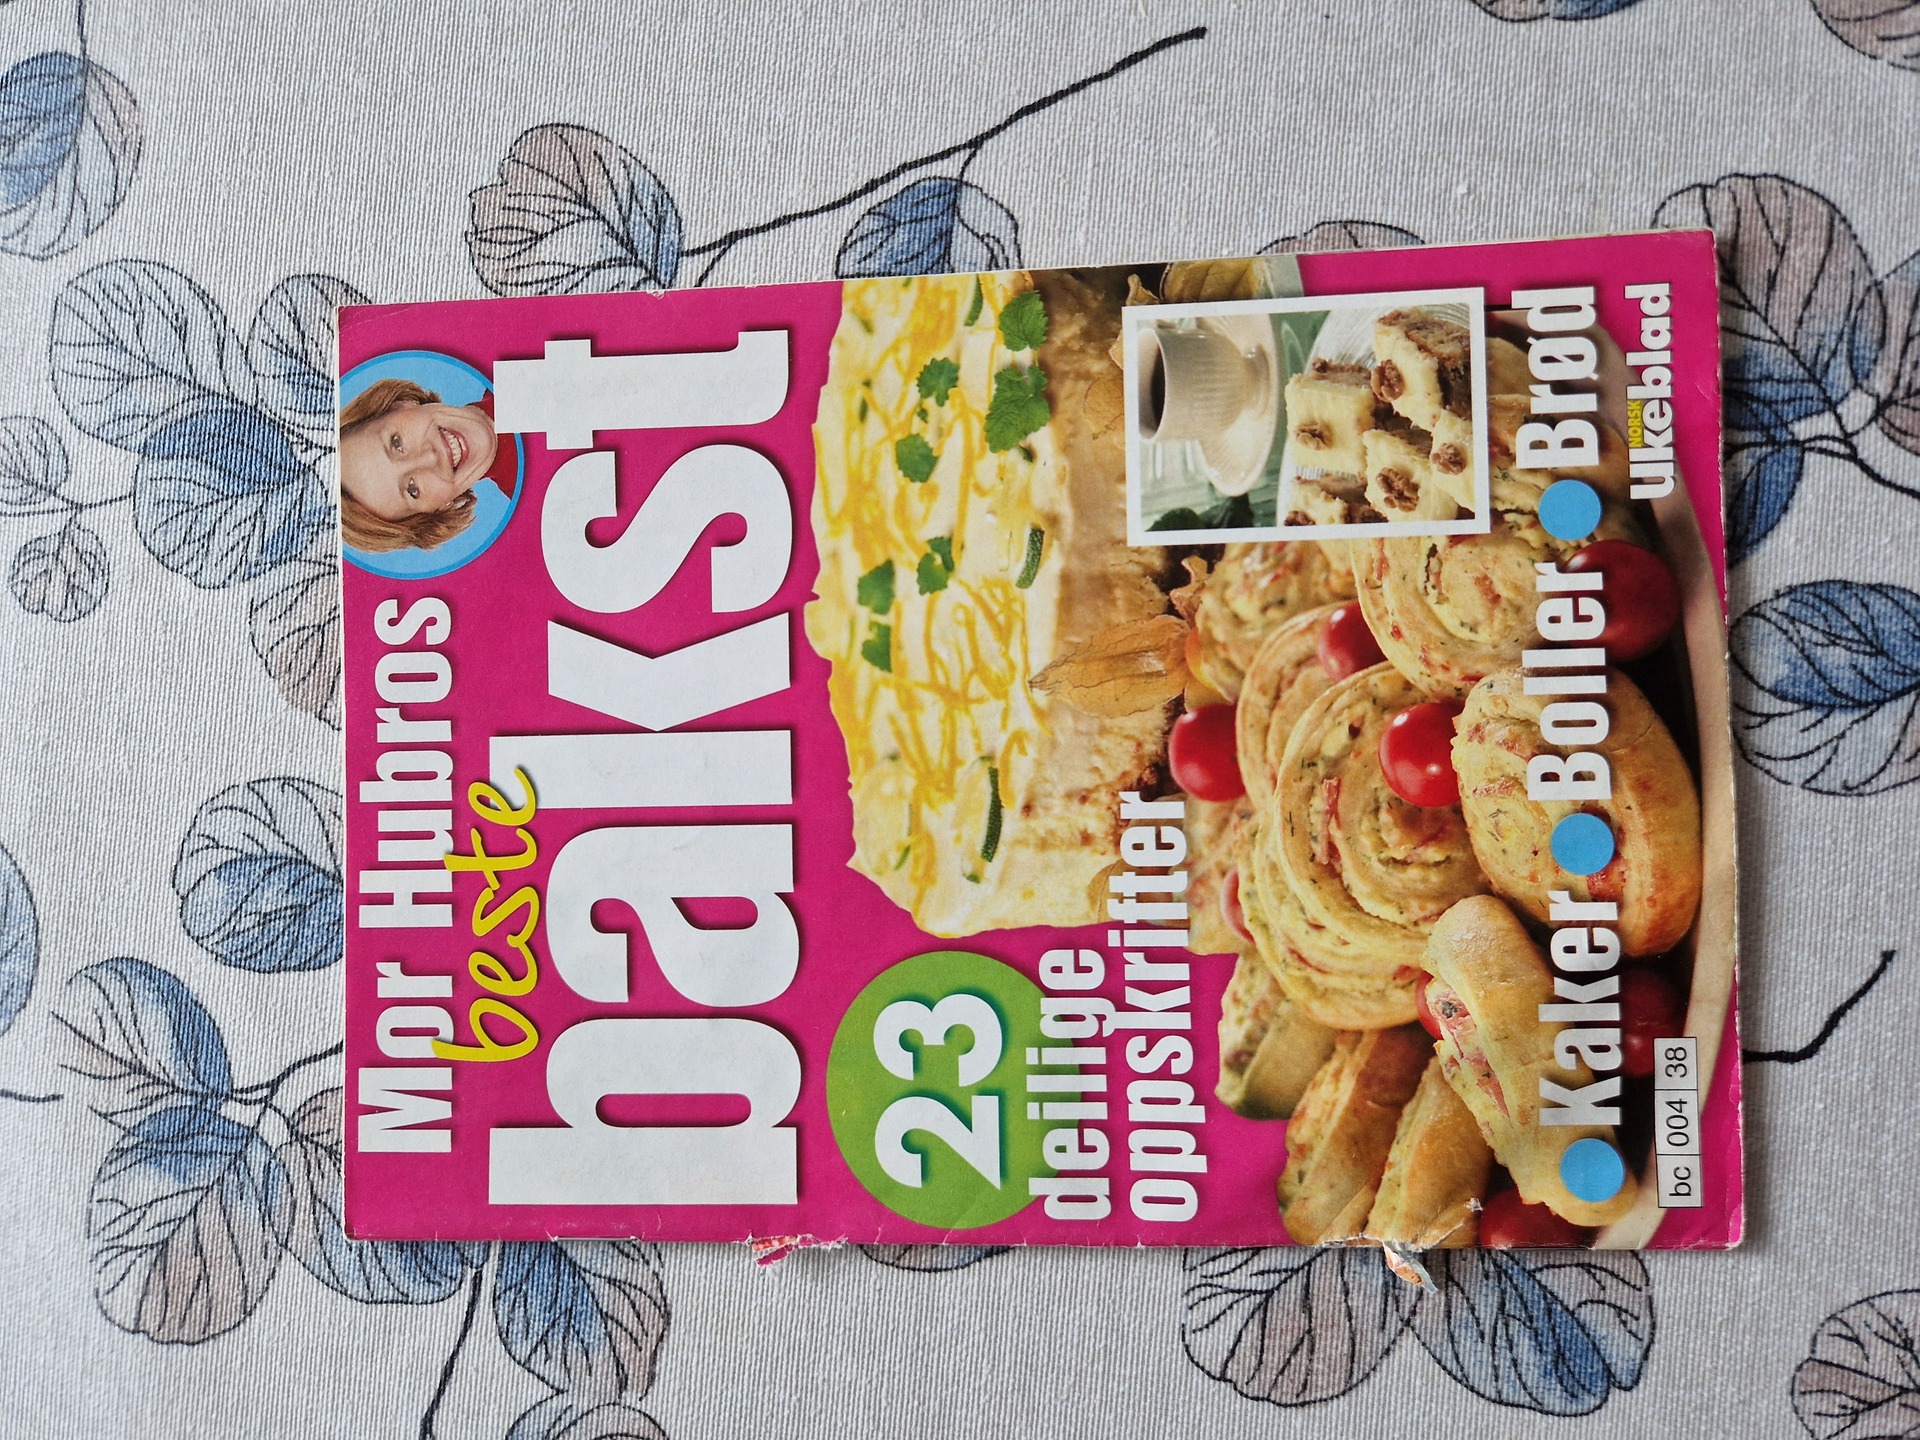 Mor Hubros
beste
bakst
23
deilige
oppskrifter
Kaker Boller Brød
NORSK
Ukeblad
bc 004 38